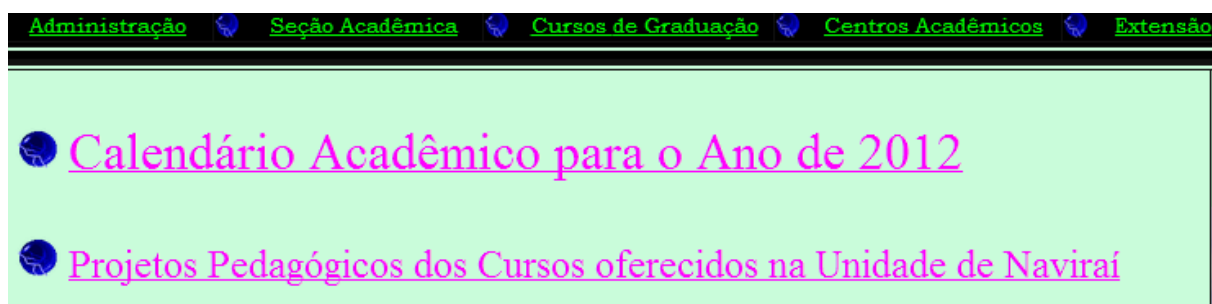 Administração Seção Acadêmica Cursos de Graduação Centros Acadêmicos Extensão
Calendário Acadêmico para o Ano de 2012
Projetos Pedagógicos dos Cursos oferecidos na Unidade de Naviraí